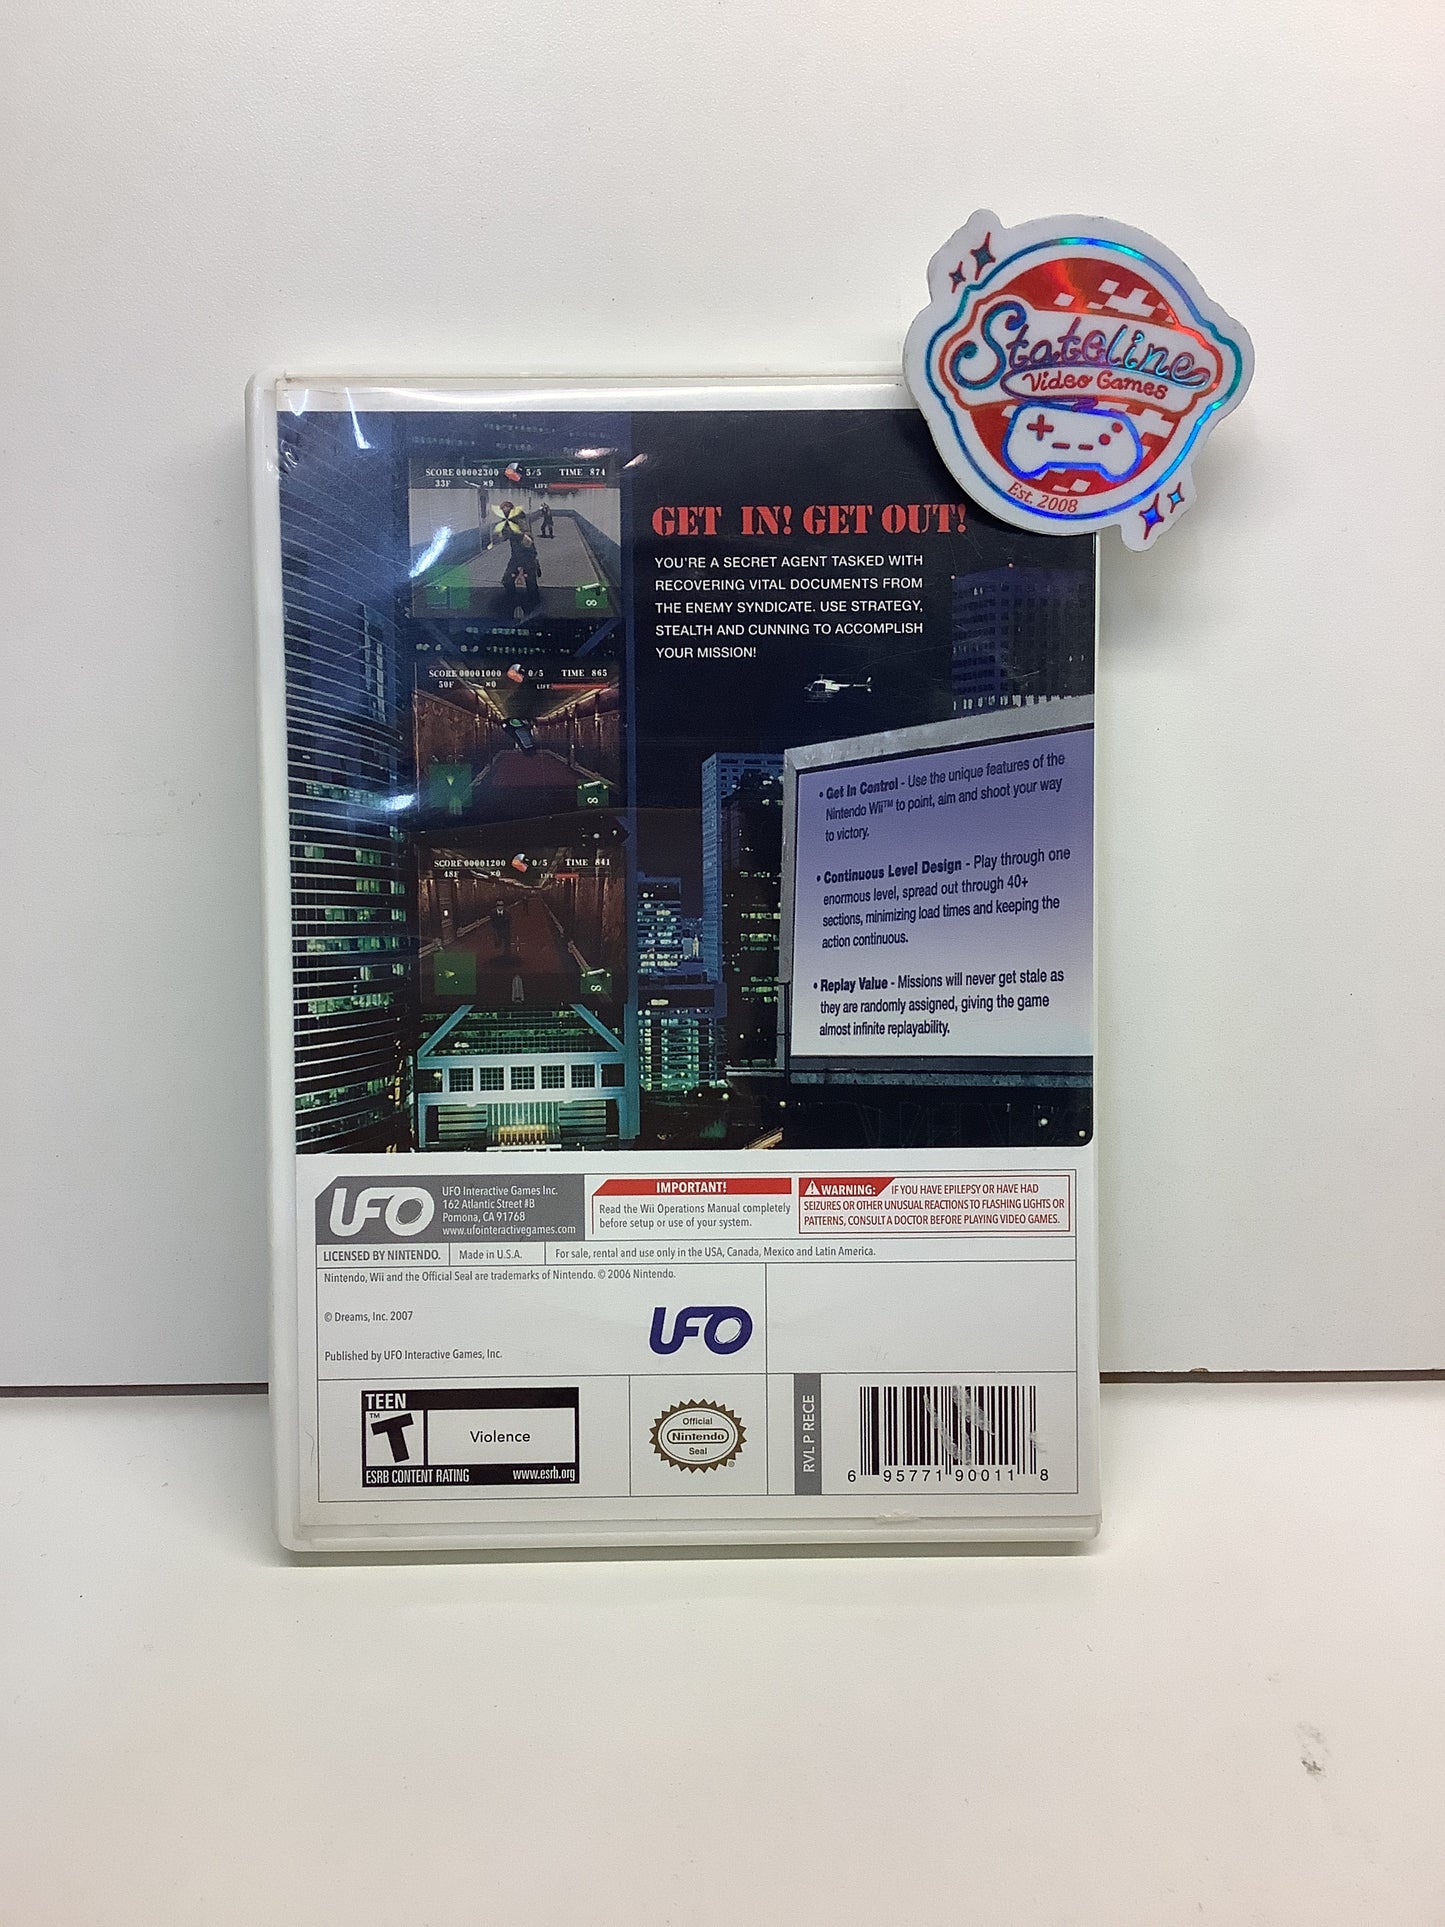 Stateline
Video Games
Est. 2008
SCORE 00002300 5/5 TIME 874
33F ×9 LIFE
∞
SCORE 00001000 0/5 TIME 865
50F ×0 LIFE
∞
SCORE 00001200 0/5 TIME 841
48F ×0 LIFE
∞
GET IN! GET OUT!
YOU'RE A SECRET AGENT TASKED WITH
RECOVERING VITAL DOCUMENTS FROM
THE ENEMY SYNDICATE. USE STRATEGY,
STEALTH AND CUNNING TO ACCOMPLISH
YOUR MISSION!
• Get In Control - Use the unique features of the
Nintendo Wii™ to point, aim and shoot your way
to victory.
• Continuous Level Design - Play through one
enormous level, spread out through 40+
sections, minimizing load times and keeping the
action continuous.
• Replay Value - Missions will never get stale as
they are randomly assigned, giving the game
almost infinite replayability.
UFO
UFO Interactive Games Inc.
162 Atlantic Street #B
Pomona, CA 91768
www.ufointeractivegames.com
IMPORTANT!
Read the Wii Operations Manual completely
before setup or use of your system.
WARNING: IF YOU HAVE EPILEPSY OR HAVE HAD
SEIZURES OR OTHER UNUSUAL REACTIONS TO FLASHING LIGHTS OR
PATTERNS, CONSULT A DOCTOR BEFORE PLAYING VIDEO GAMES.
LICENSED BY NINTENDO. Made in U.S.A. For sale, rental and use only in the USA, Canada, Mexico and Latin America.
Nintendo, Wii and the Official Seal are trademarks of Nintendo. © 2006 Nintendo.
© Dreams, Inc. 2007
UFO
Published by UFO Interactive Games, Inc.
TEEN
T™
Violence
ESRB CONTENT RATING www.esrb.org
Official
Nintendo
Seal
®
RVL P RECE
6 95771 90011 8